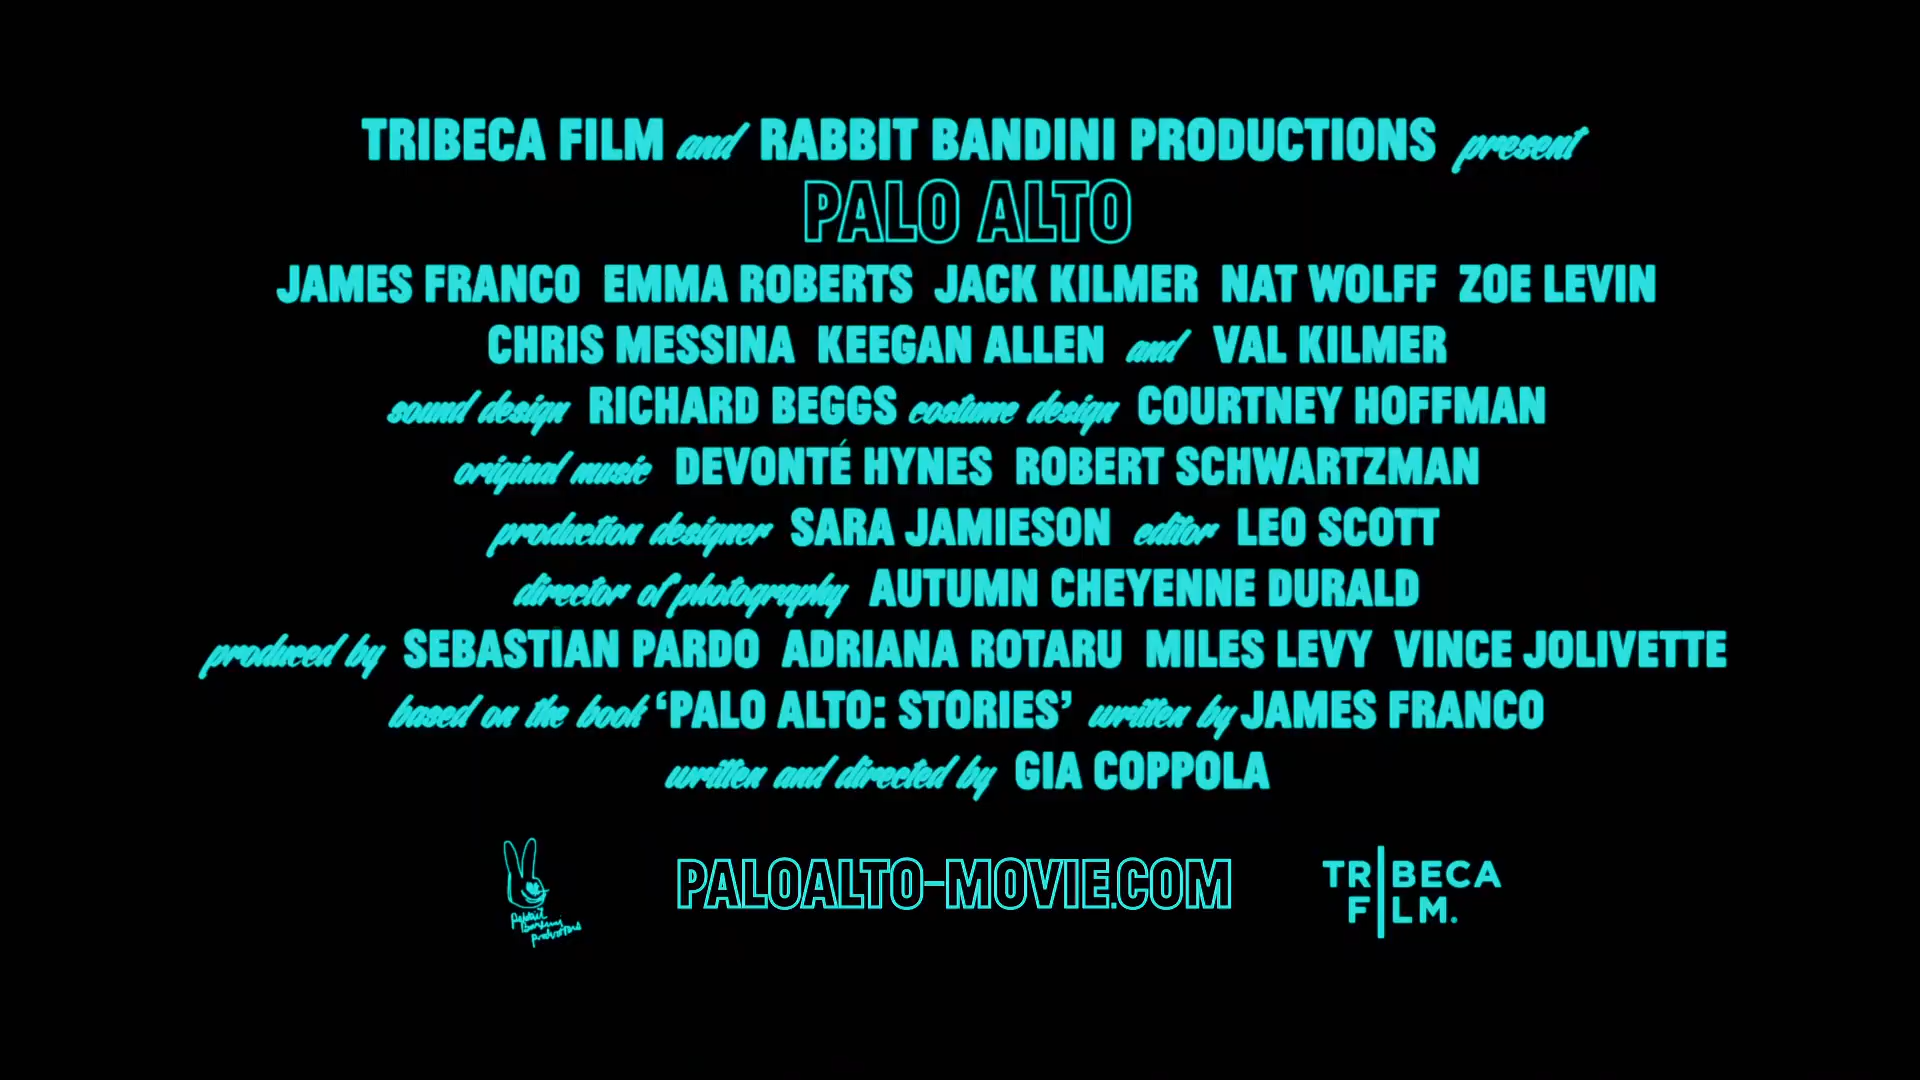 TRIBECA FILM and RABBIT BANDINI PRODUCTIONS present
PALO ALTO
JAMES FRANCO EMMA ROBERTS JACK KILMER NAT WOLFF ZOE LEVIN
CHRIS MESSINA KEEGAN ALLEN and VAL KILMER
sound design RICHARD BEGGS costume design COURTNEY HOFFMAN
original music DEVONTÉ HYNES ROBERT SCHWARTZMAN
production designer SARA JAMIESON editor LEO SCOTT
director of photography AUTUMN CHEYENNE DURALD
produced by SEBASTIAN PARDO ADRIANA ROTARU MILES LEVY VINCE JOLIVETTE
based on the book ‘PALO ALTO: STORIES’ written by JAMES FRANCO
written and directed by GIA COPPOLA
rabbit
bandini
productions
PALOALTO-MOVIE.COM
TRIBECA
FILM.